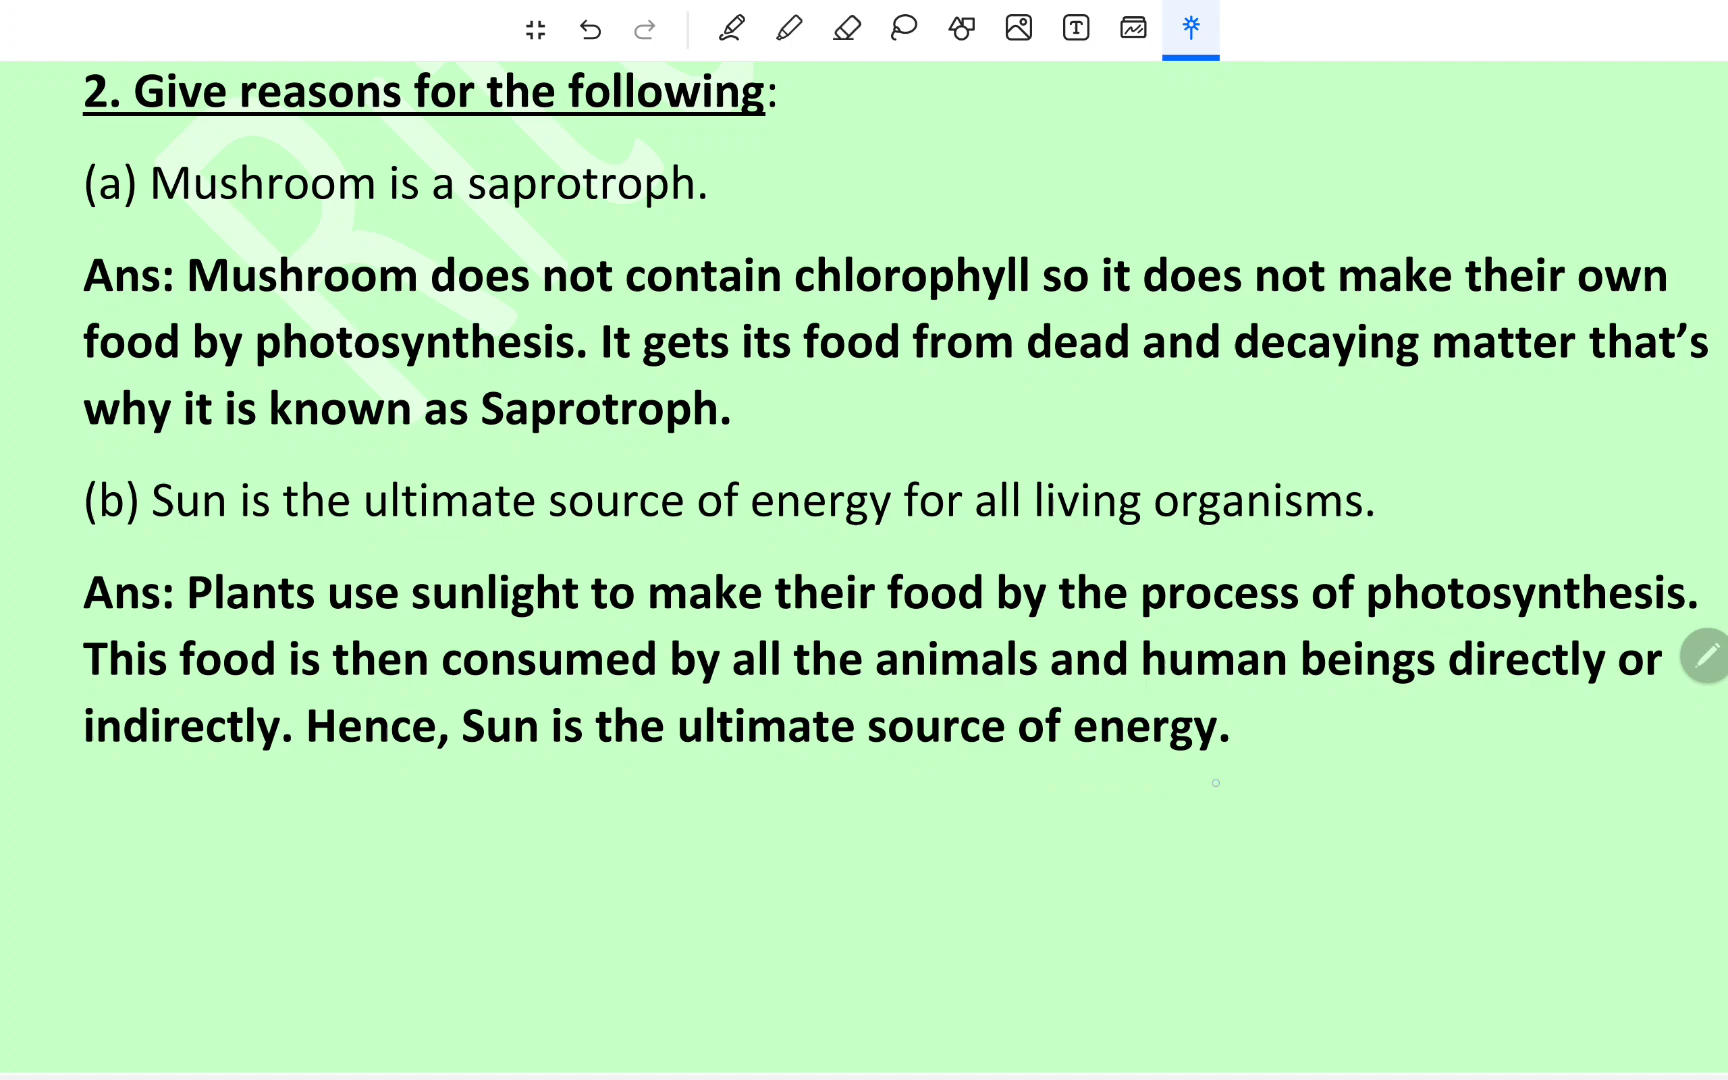 2. Give reasons for the following:
(a) Mushroom is a saprotroph.
Ans: Mushroom does not contain chlorophyll so it does not make their own
food by photosynthesis. It gets its food from dead and decaying matter that’s
why it is known as Saprotroph.
(b) Sun is the ultimate source of energy for all living organisms.
Ans: Plants use sunlight to make their food by the process of photosynthesis.
This food is then consumed by all the animals and human beings directly or
indirectly. Hence, Sun is the ultimate source of energy.